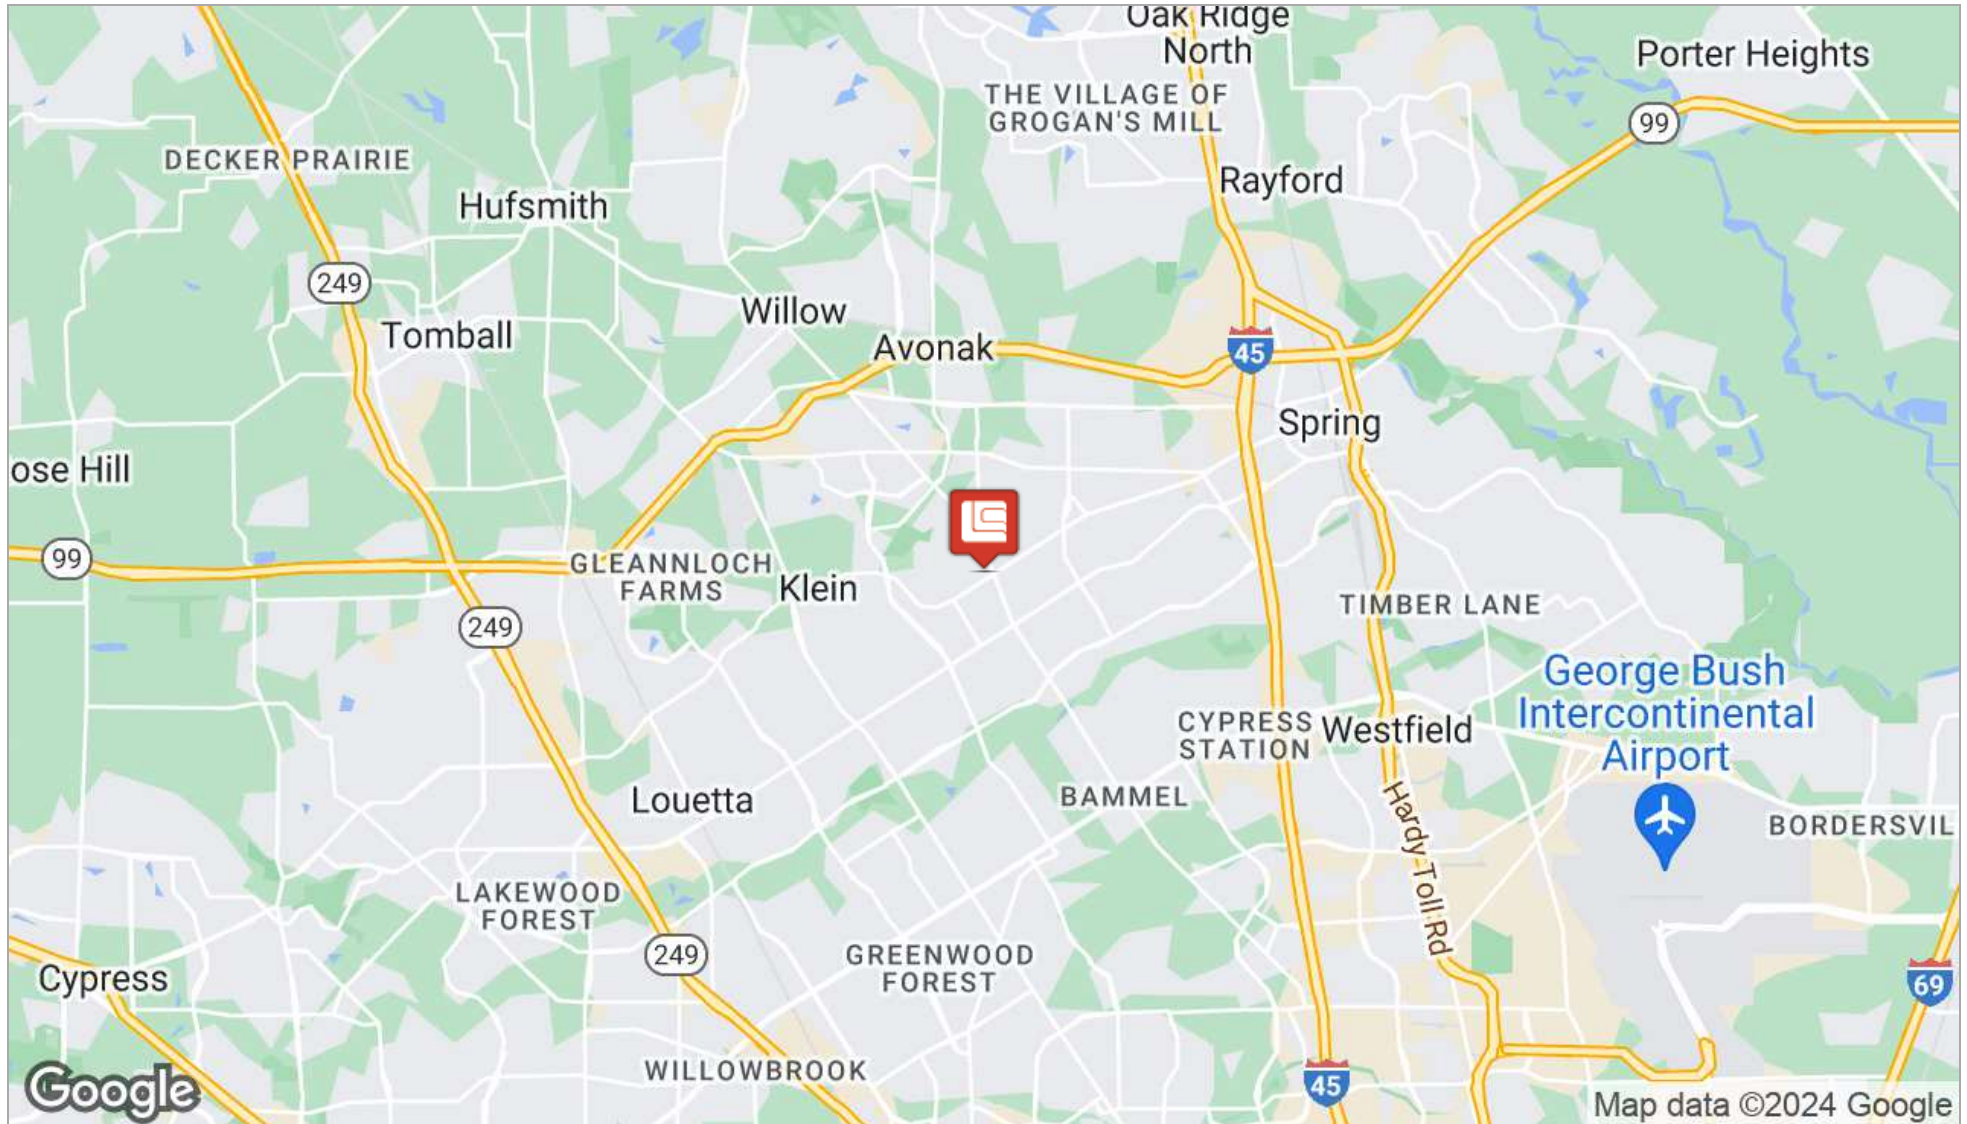 Oak Ridge
North
Porter Heights
THE VILLAGE OF
GROGAN'S MILL
99
DECKER PRAIRIE
Rayford
Hufsmith
249
Willow
Tomball
Avonak
45
Spring
ose Hill
99
GLEANNLOCH
FARMS
Klein
TIMBER LANE
249
George Bush
Intercontinental
Airport
CYPRESS
STATION
Westfield
Louetta
BAMMEL
Hardy Toll Rd
BORDERSVIL
LAKEWOOD
FOREST
249
GREENWOOD
FOREST
Cypress
69
WILLOWBROOK
45
Google
Map data ©2024 Google